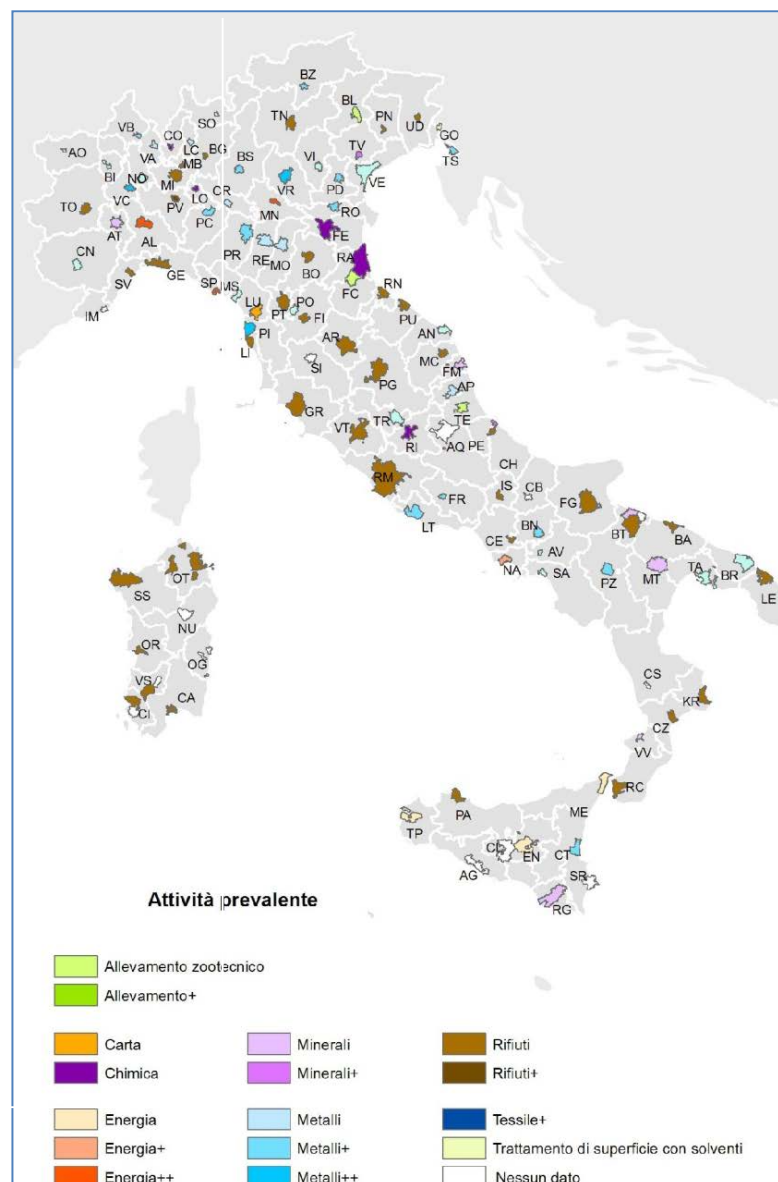 BZ
BL
SO
TN
PN
UD
VB
CO
LC
GO
AO
VA
MB
BG
BS
VI
TV
TS
BI
NO
MI
VR
PD
VE
TO
VC
PV
LO
CR
MN
RO
AT
AL
PC
FE
CN
PR
RE
MO
BO
RA
GE
SP
MS
RN
SV
LU
PT
PO
FC
IM
PI
FI
PU
AN
LI
AR
MC
SI
FM
PG
AP
GR
TR
TE
VT
RI
AQ
PE
CH
RM
IS
CB
FR
FG
LT
BN
BT
BA
CE
AV
NA
SA
PZ
MT
TA
BR
LE
OT
SS
NU
OR
OG
VS
CS
CA
KR
CI
CZ
VV
RC
PA
ME
TP
CL
EN
CT
AG
SR
RG
Attività prevalente
Allevamento zootecnico
Allevamento+
Carta Minerali Rifiuti
Chimica Minerali+ Rifiuti+
Energia Metalli Tessile+
Energia+ Metalli+ Trattamento di superficie con solventi
Energia++ Metalli++ Nessun dato